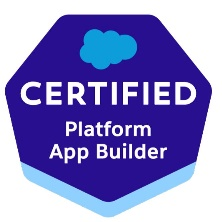 CERTIFIED
Platform
App Builder